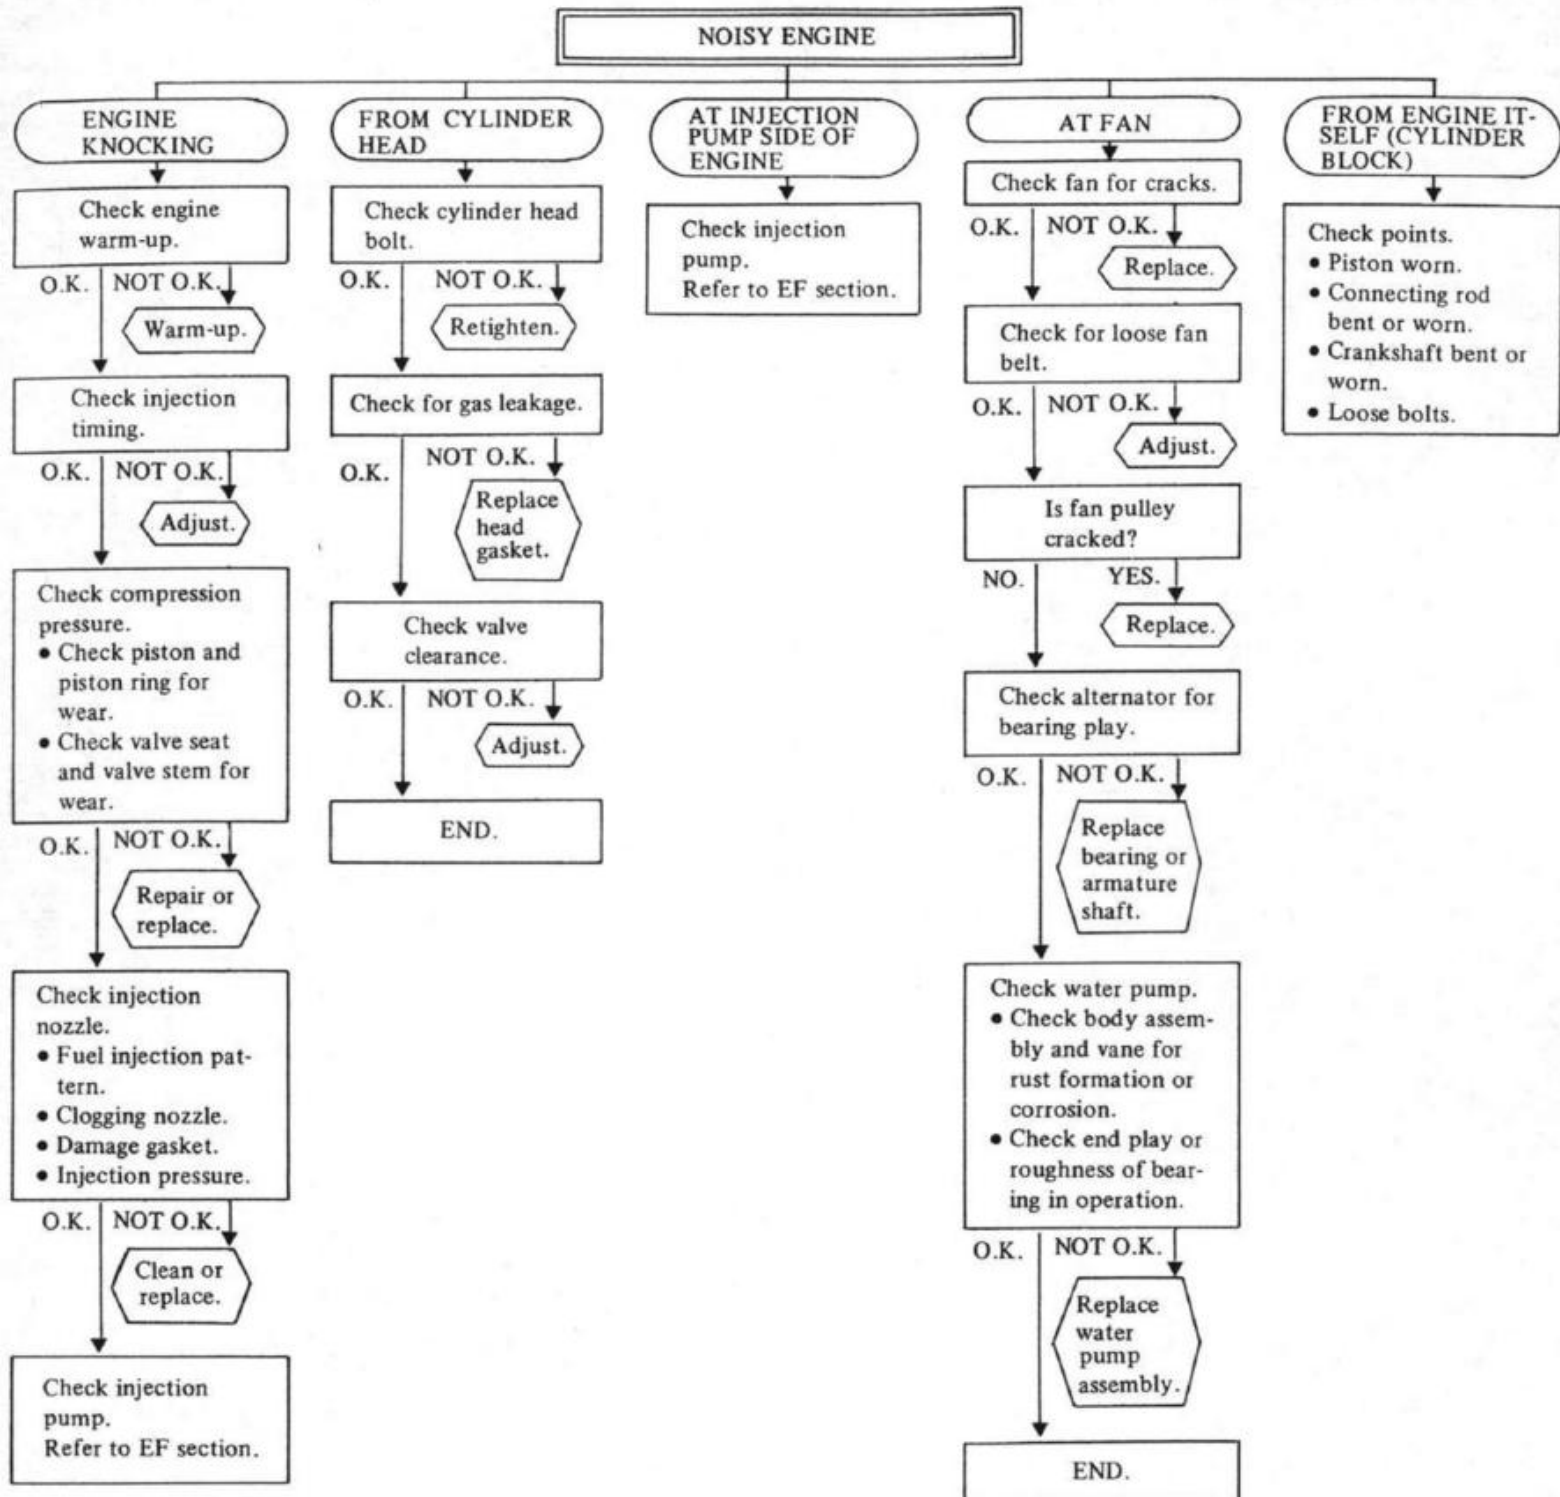 NOISY ENGINE
ENGINE
KNOCKING
Check engine
warm-up.
O.K.
NOT O.K.
Warm-up.
Check injection
timing.
O.K.
NOT O.K.
Adjust.
Check compression
pressure.
• Check piston and
piston ring for
wear.
• Check valve seat
and valve stem for
wear.
O.K.
NOT O.K.
Repair or
replace.
Check injection
nozzle.
• Fuel injection pat-
tern.
• Clogging nozzle.
• Damage gasket.
• Injection pressure.
O.K.
NOT O.K.
Clean or
replace.
Check injection
pump.
Refer to EF section.
FROM CYLINDER
HEAD
Check cylinder head
bolt.
O.K.
NOT O.K.
Retighten.
Check for gas leakage.
O.K.
NOT O.K.
Replace
head
gasket.
Check valve
clearance.
O.K.
NOT O.K.
Adjust.
END.
AT INJECTION
PUMP SIDE OF
ENGINE
Check injection
pump.
Refer to EF section.
AT FAN
Check fan for cracks.
O.K.
NOT O.K.
Replace.
Check for loose fan
belt.
O.K.
NOT O.K.
Adjust.
Is fan pulley
cracked?
NO.
YES.
Replace.
Check alternator for
bearing play.
O.K.
NOT O.K.
Replace
bearing or
armature
shaft.
Check water pump.
• Check body assem-
bly and vane for
rust formation or
corrosion.
• Check end play or
roughness of bear-
ing in operation.
O.K.
NOT O.K.
Replace
water
pump
assembly.
END.
FROM ENGINE IT-
SELF (CYLINDER
BLOCK)
Check points.
• Piston worn.
• Connecting rod
bent or worn.
• Crankshaft bent or
worn.
• Loose bolts.